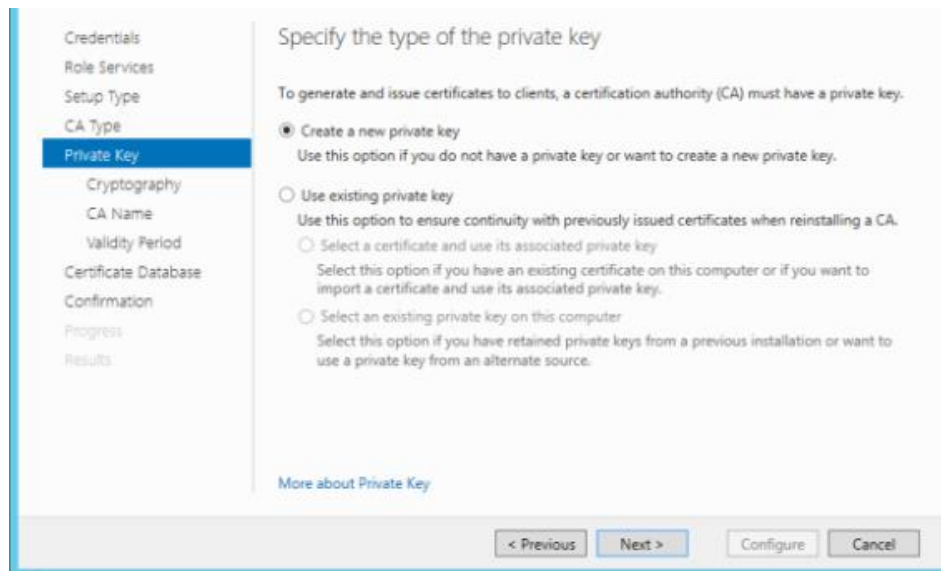 Credentials
Role Services
Setup Type
CA Type
Private Key
Cryptography
CA Name
Validity Period
Certificate Database
Confirmation
Progress
Results
Specify the type of the private key
To generate and issue certificates to clients, a certification authority (CA) must have a private key.
Create a new private key
Use this option if you do not have a private key or want to create a new private key.
Use existing private key
Use this option to ensure continuity with previously issued certificates when reinstalling a CA.
Select a certificate and use its associated private key
Select this option if you have an existing certificate on this computer or if you want to
import a certificate and use its associated private key.
Select an existing private key on this computer
Select this option if you have retained private keys from a previous installation or want to
use a private key from an alternate source.
More about Private Key
< Previous
Next >
Configure
Cancel